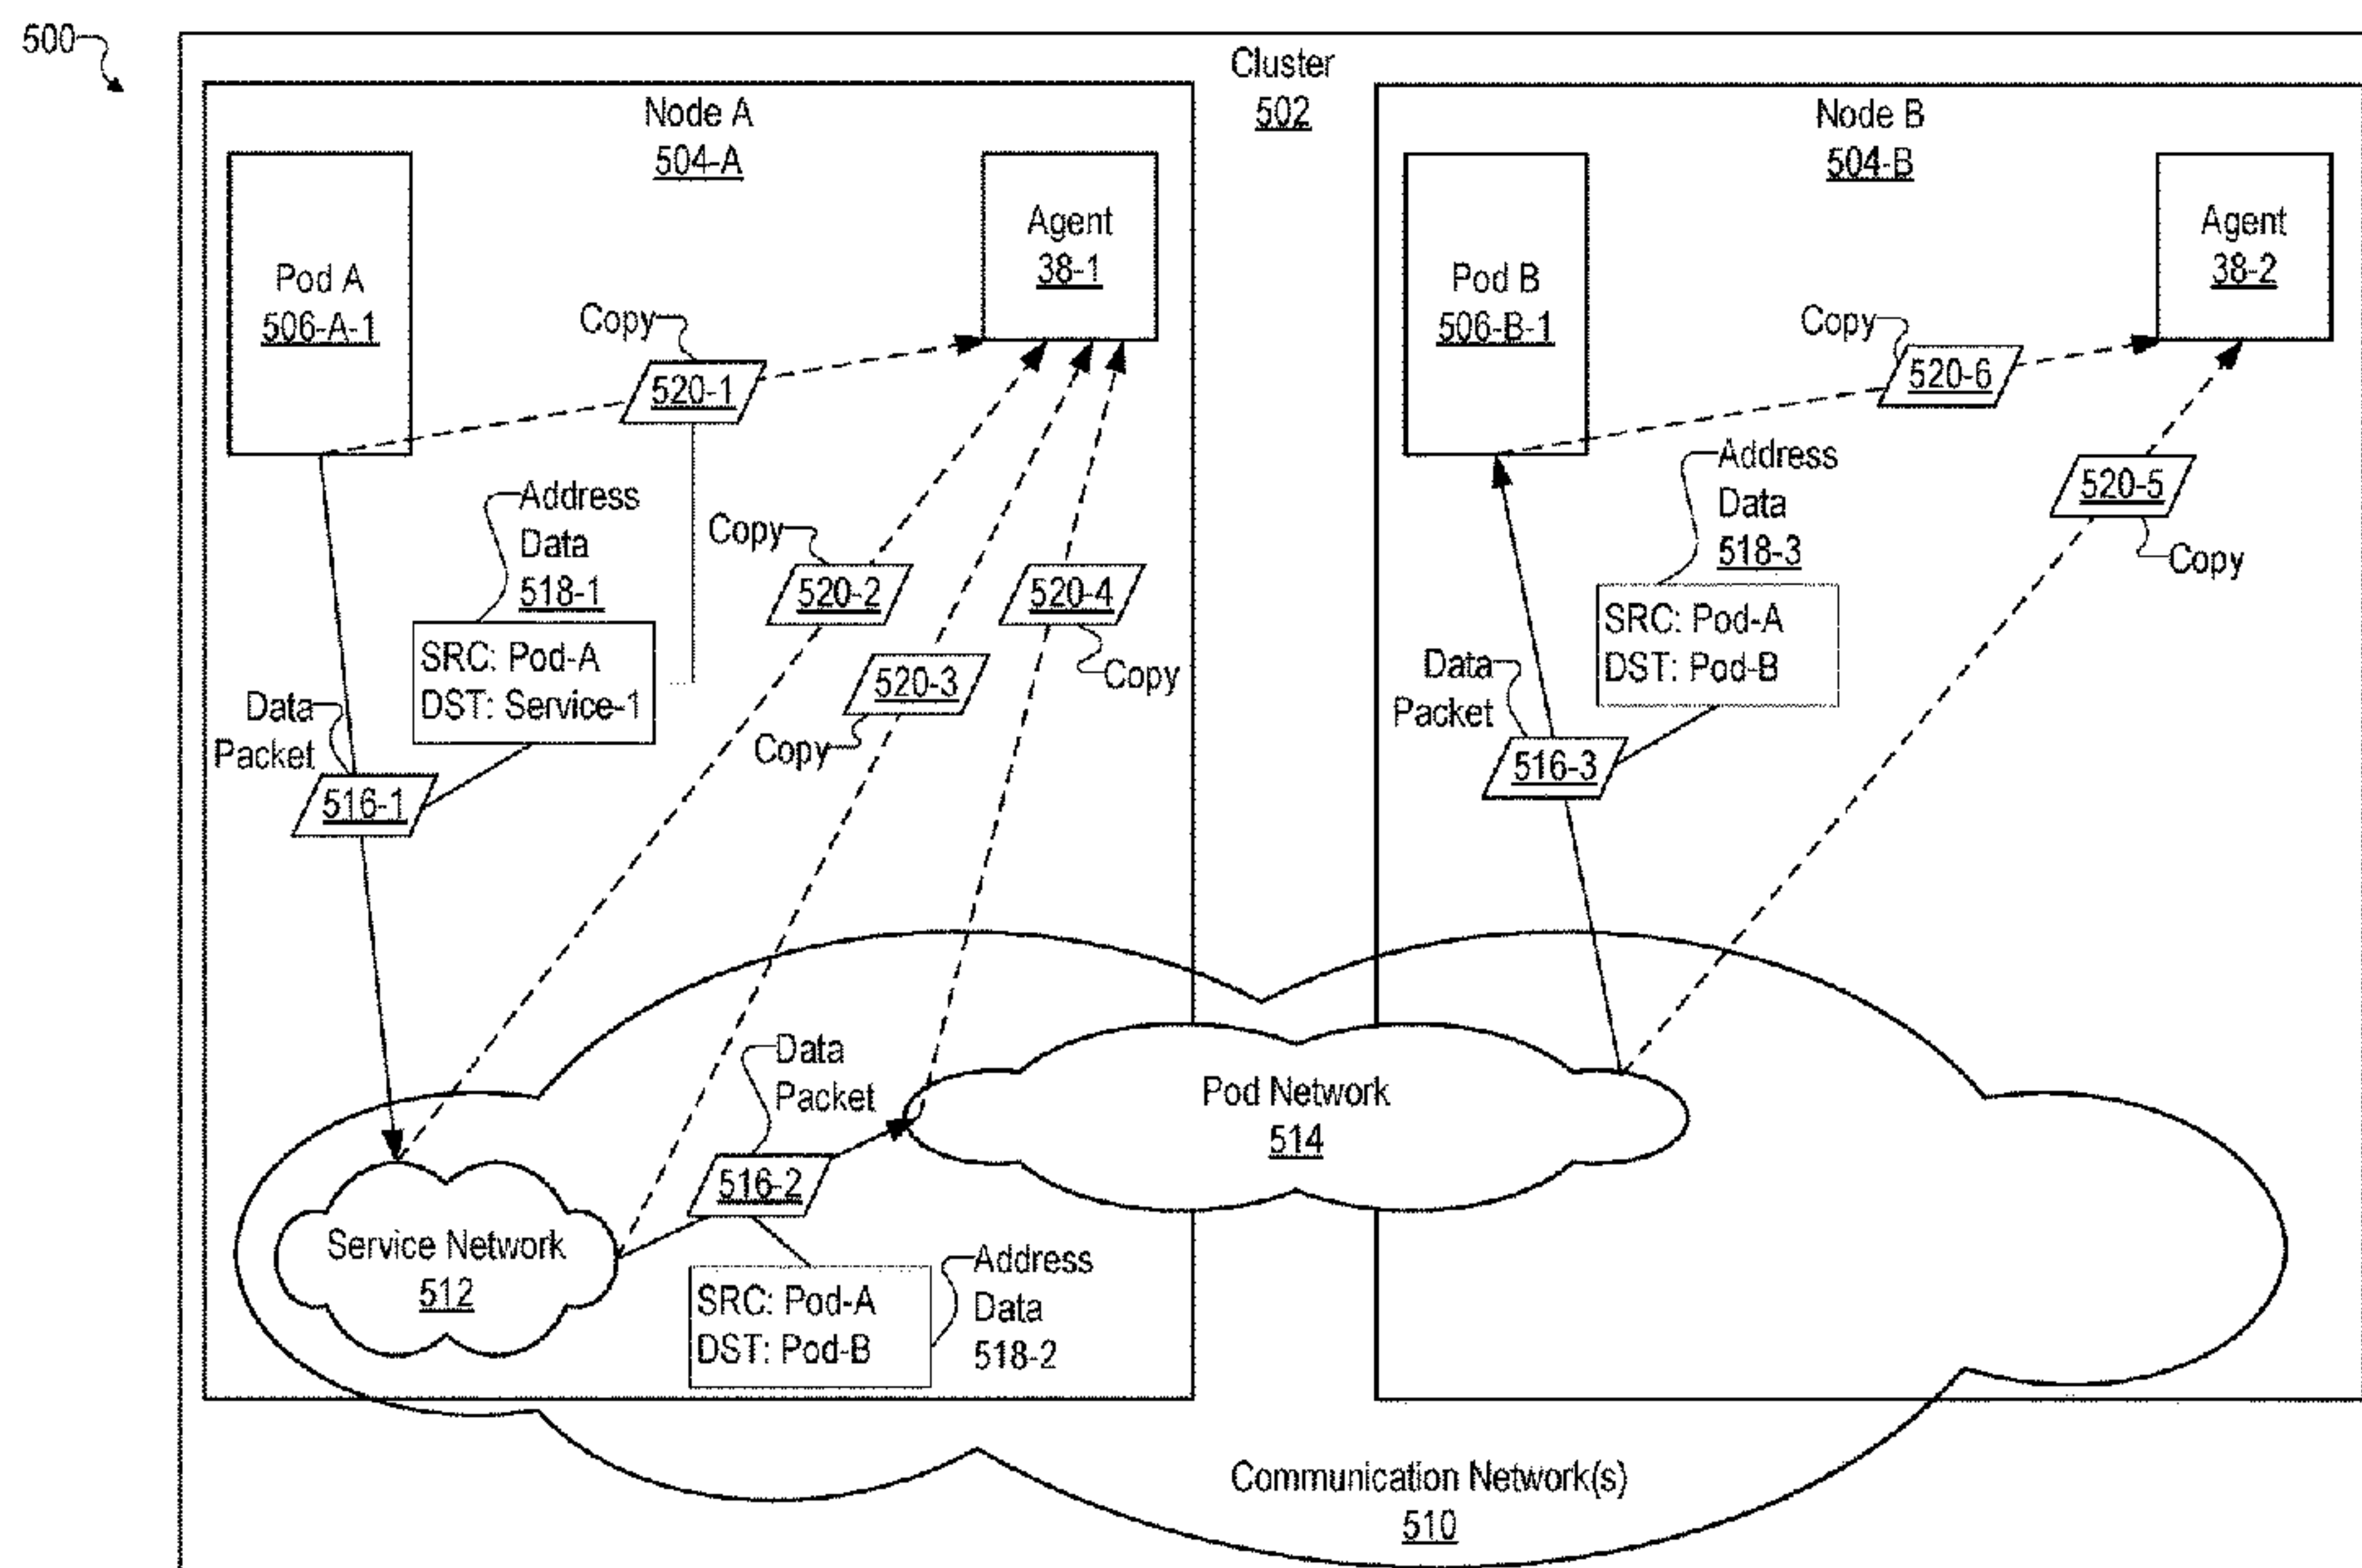 500
Cluster
502
Node A
504-A
Node B
504-B
Pod A
506-A-1
Agent
38-1
Copy
520-1
Address
Data
518-1
SRC: Pod-A
DST: Service-1
Data
Packet
516-1
Copy
520-2
520-3
Copy
520-4
Copy
Pod B
506-B-1
Agent
38-2
Copy
520-6
Address
Data
518-3
SRC: Pod-A
DST: Pod-B
520-5
Copy
Data
Packet
516-3
Data
Packet
516-2
Pod Network
514
Service Network
512
SRC: Pod-A
DST: Pod-B
Address
Data
518-2
Communication Network(s)
510